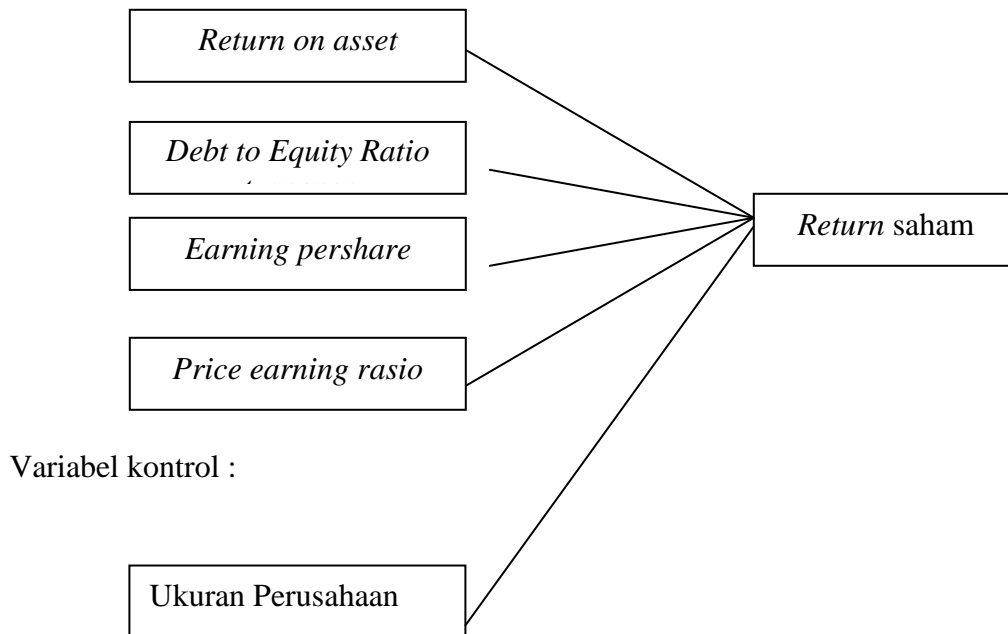 Return on asset
Debt to Equity Ratio
Earning pershare
Return saham
Price earning rasio
Variabel kontrol :
Ukuran Perusahaan